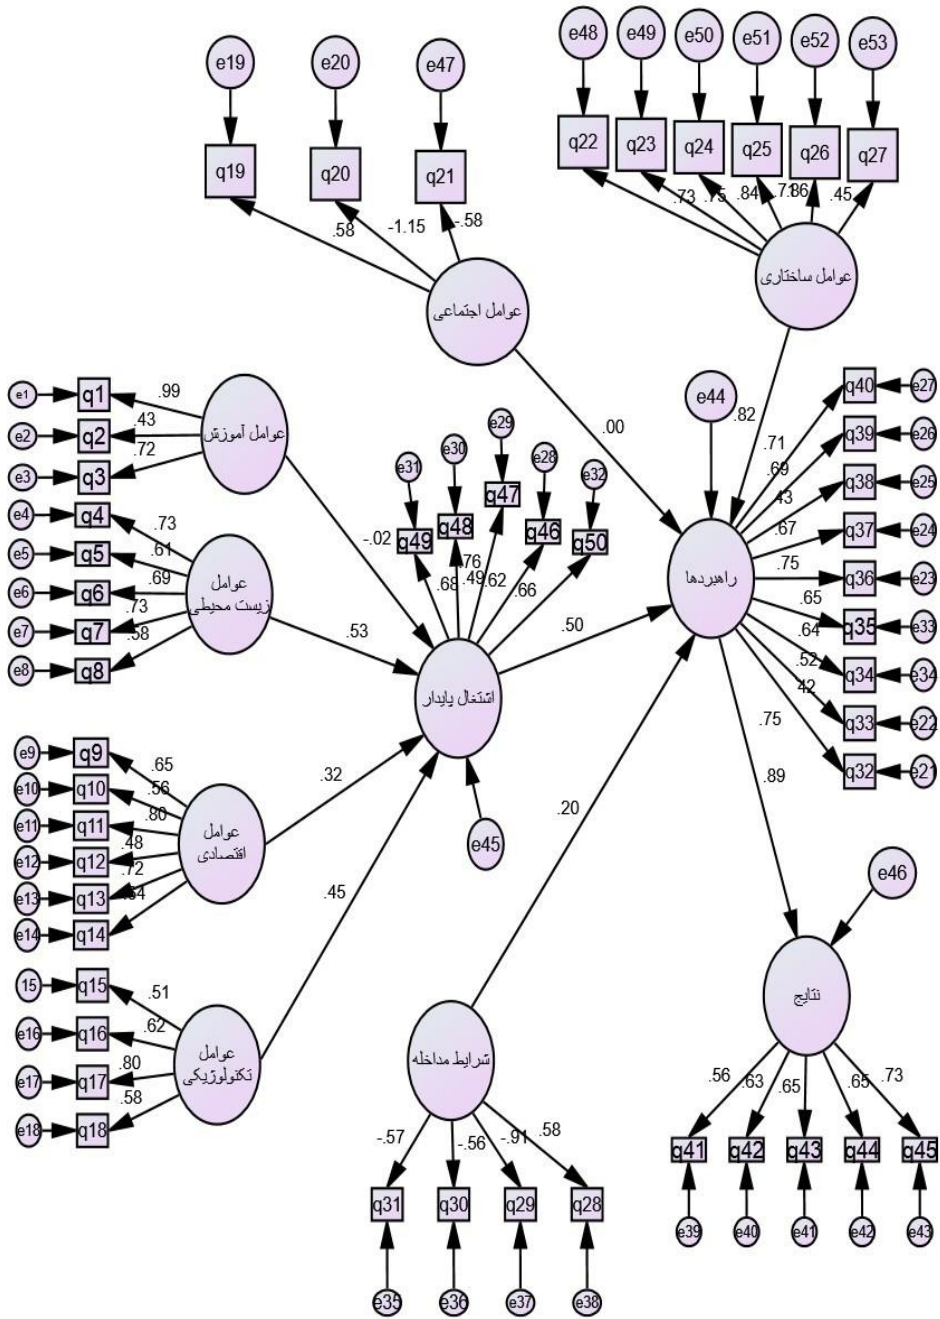 e19 e20 e47
q19 q20 q21
.58 -1.15 -.58
عوامل اجتماعی
e48 e49 e50 e51 e52 e53
q22 q23 q24 q25 q26 q27
.73 .75 .84 .71 .86 .45
عوامل ساختاری
.00
.82
e44
e1 q1 .99
e2 q2 .43
e3 q3 .72
عوامل آموزش
-.02
e4 q4 .73
e5 q5 .61
e6 q6 .69
e7 q7 .73
e8 q8 .58
عوامل
زیست محیطی
.53
e31 e30 e29 e28 e32
q49 q48 q47 q46 q50
.68 .76 .49 .62 .66
اشتغال پایدار
.50
e45
راهبردها
.71 q40 e27
.69 q39 e26
.43 q38 e25
.67 q37 e24
.75 q36 e23
.65 q35 e33
.64 q34 e34
.52 q33 e22
.42 q32 e21
.75
.89
e9 q9 .65
e10 q10 .56
e11 q11 .80
e12 q12 .48
e13 q13 .72
e14 q14
عوامل
اقتصادی
.32
15 q15 .51
e16 q16 .62
e17 q17 .80
e18 q18 .58
عوامل
تکنولوژیکی
.45
.20
شرایط مداخله
-.57 -.56 -.91 .58
q31 q30 q29 q28
e35 e36 e37 e38
e46
نتایج
.56 .63 .65 .65 .73
q41 q42 q43 q44 q45
e39 e40 e41 e42 e43